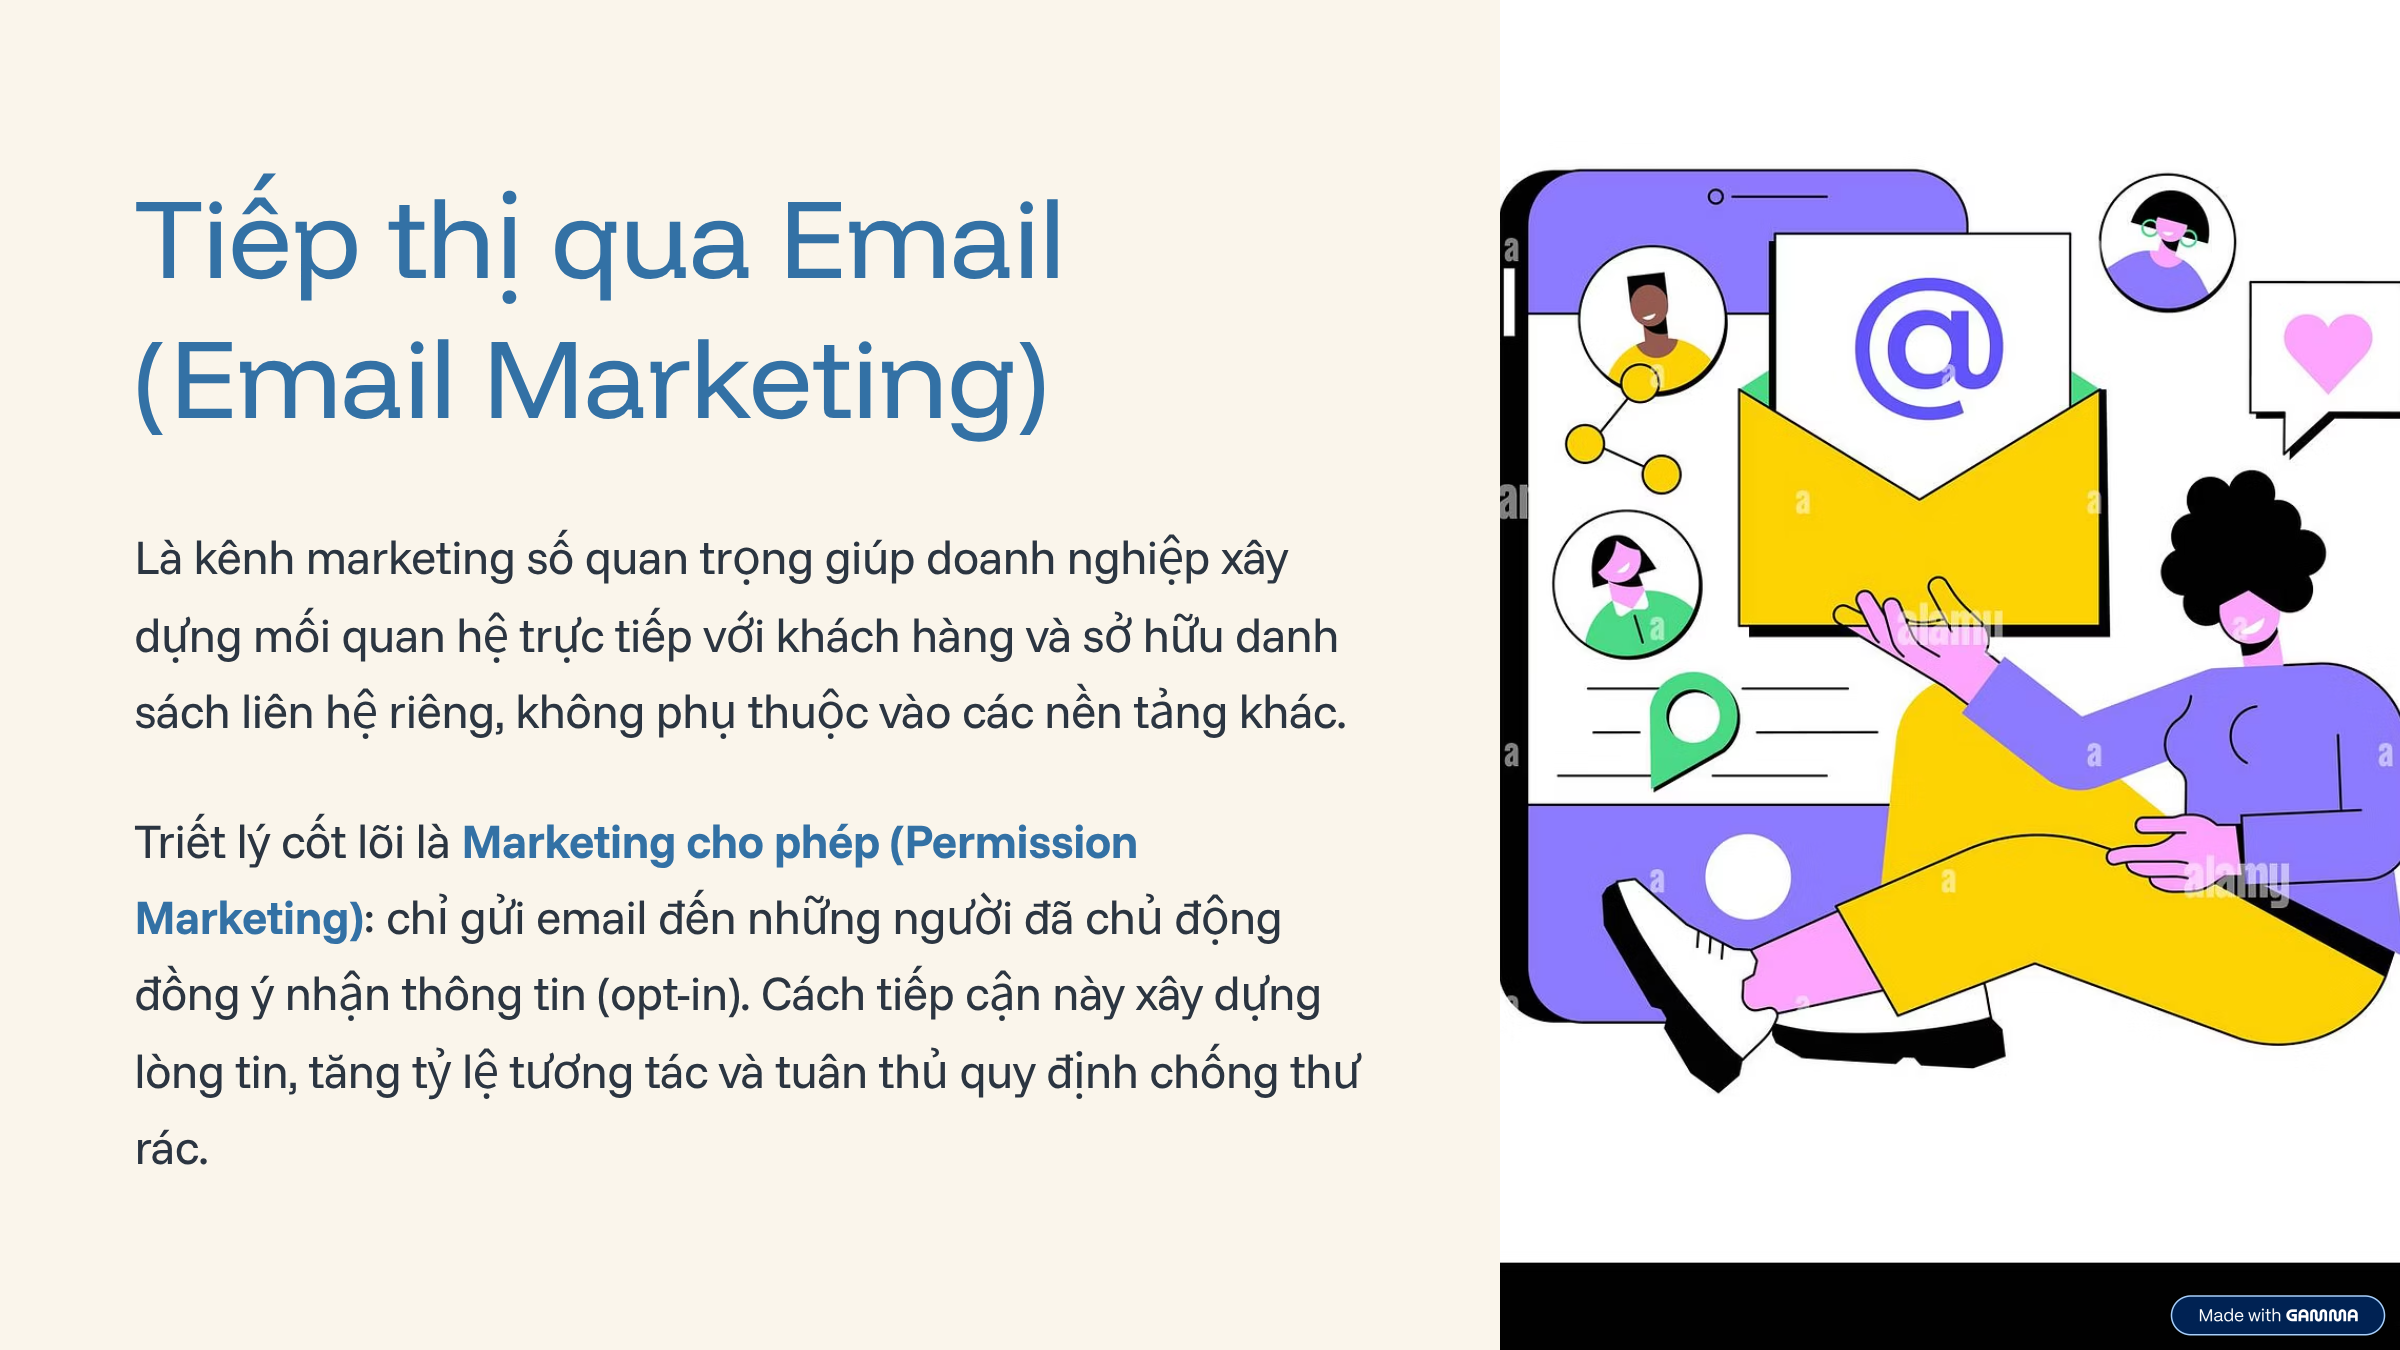 Tiếp thị qua Email
(Email Marketing)
Là kênh marketing số quan trọng giúp doanh nghiệp xây
dựng mối quan hệ trực tiếp với khách hàng và sở hữu danh
sách liên hệ riêng, không phụ thuộc vào các nền tảng khác.
Triết lý cốt lõi là Marketing cho phép (Permission
Marketing): chỉ gửi email đến những người đã chủ động
đồng ý nhận thông tin (opt-in). Cách tiếp cận này xây dựng
lòng tin, tăng tỷ lệ tương tác và tuân thủ quy định chống thư
rác.
@
alamy
alamy
Made with GAMMA